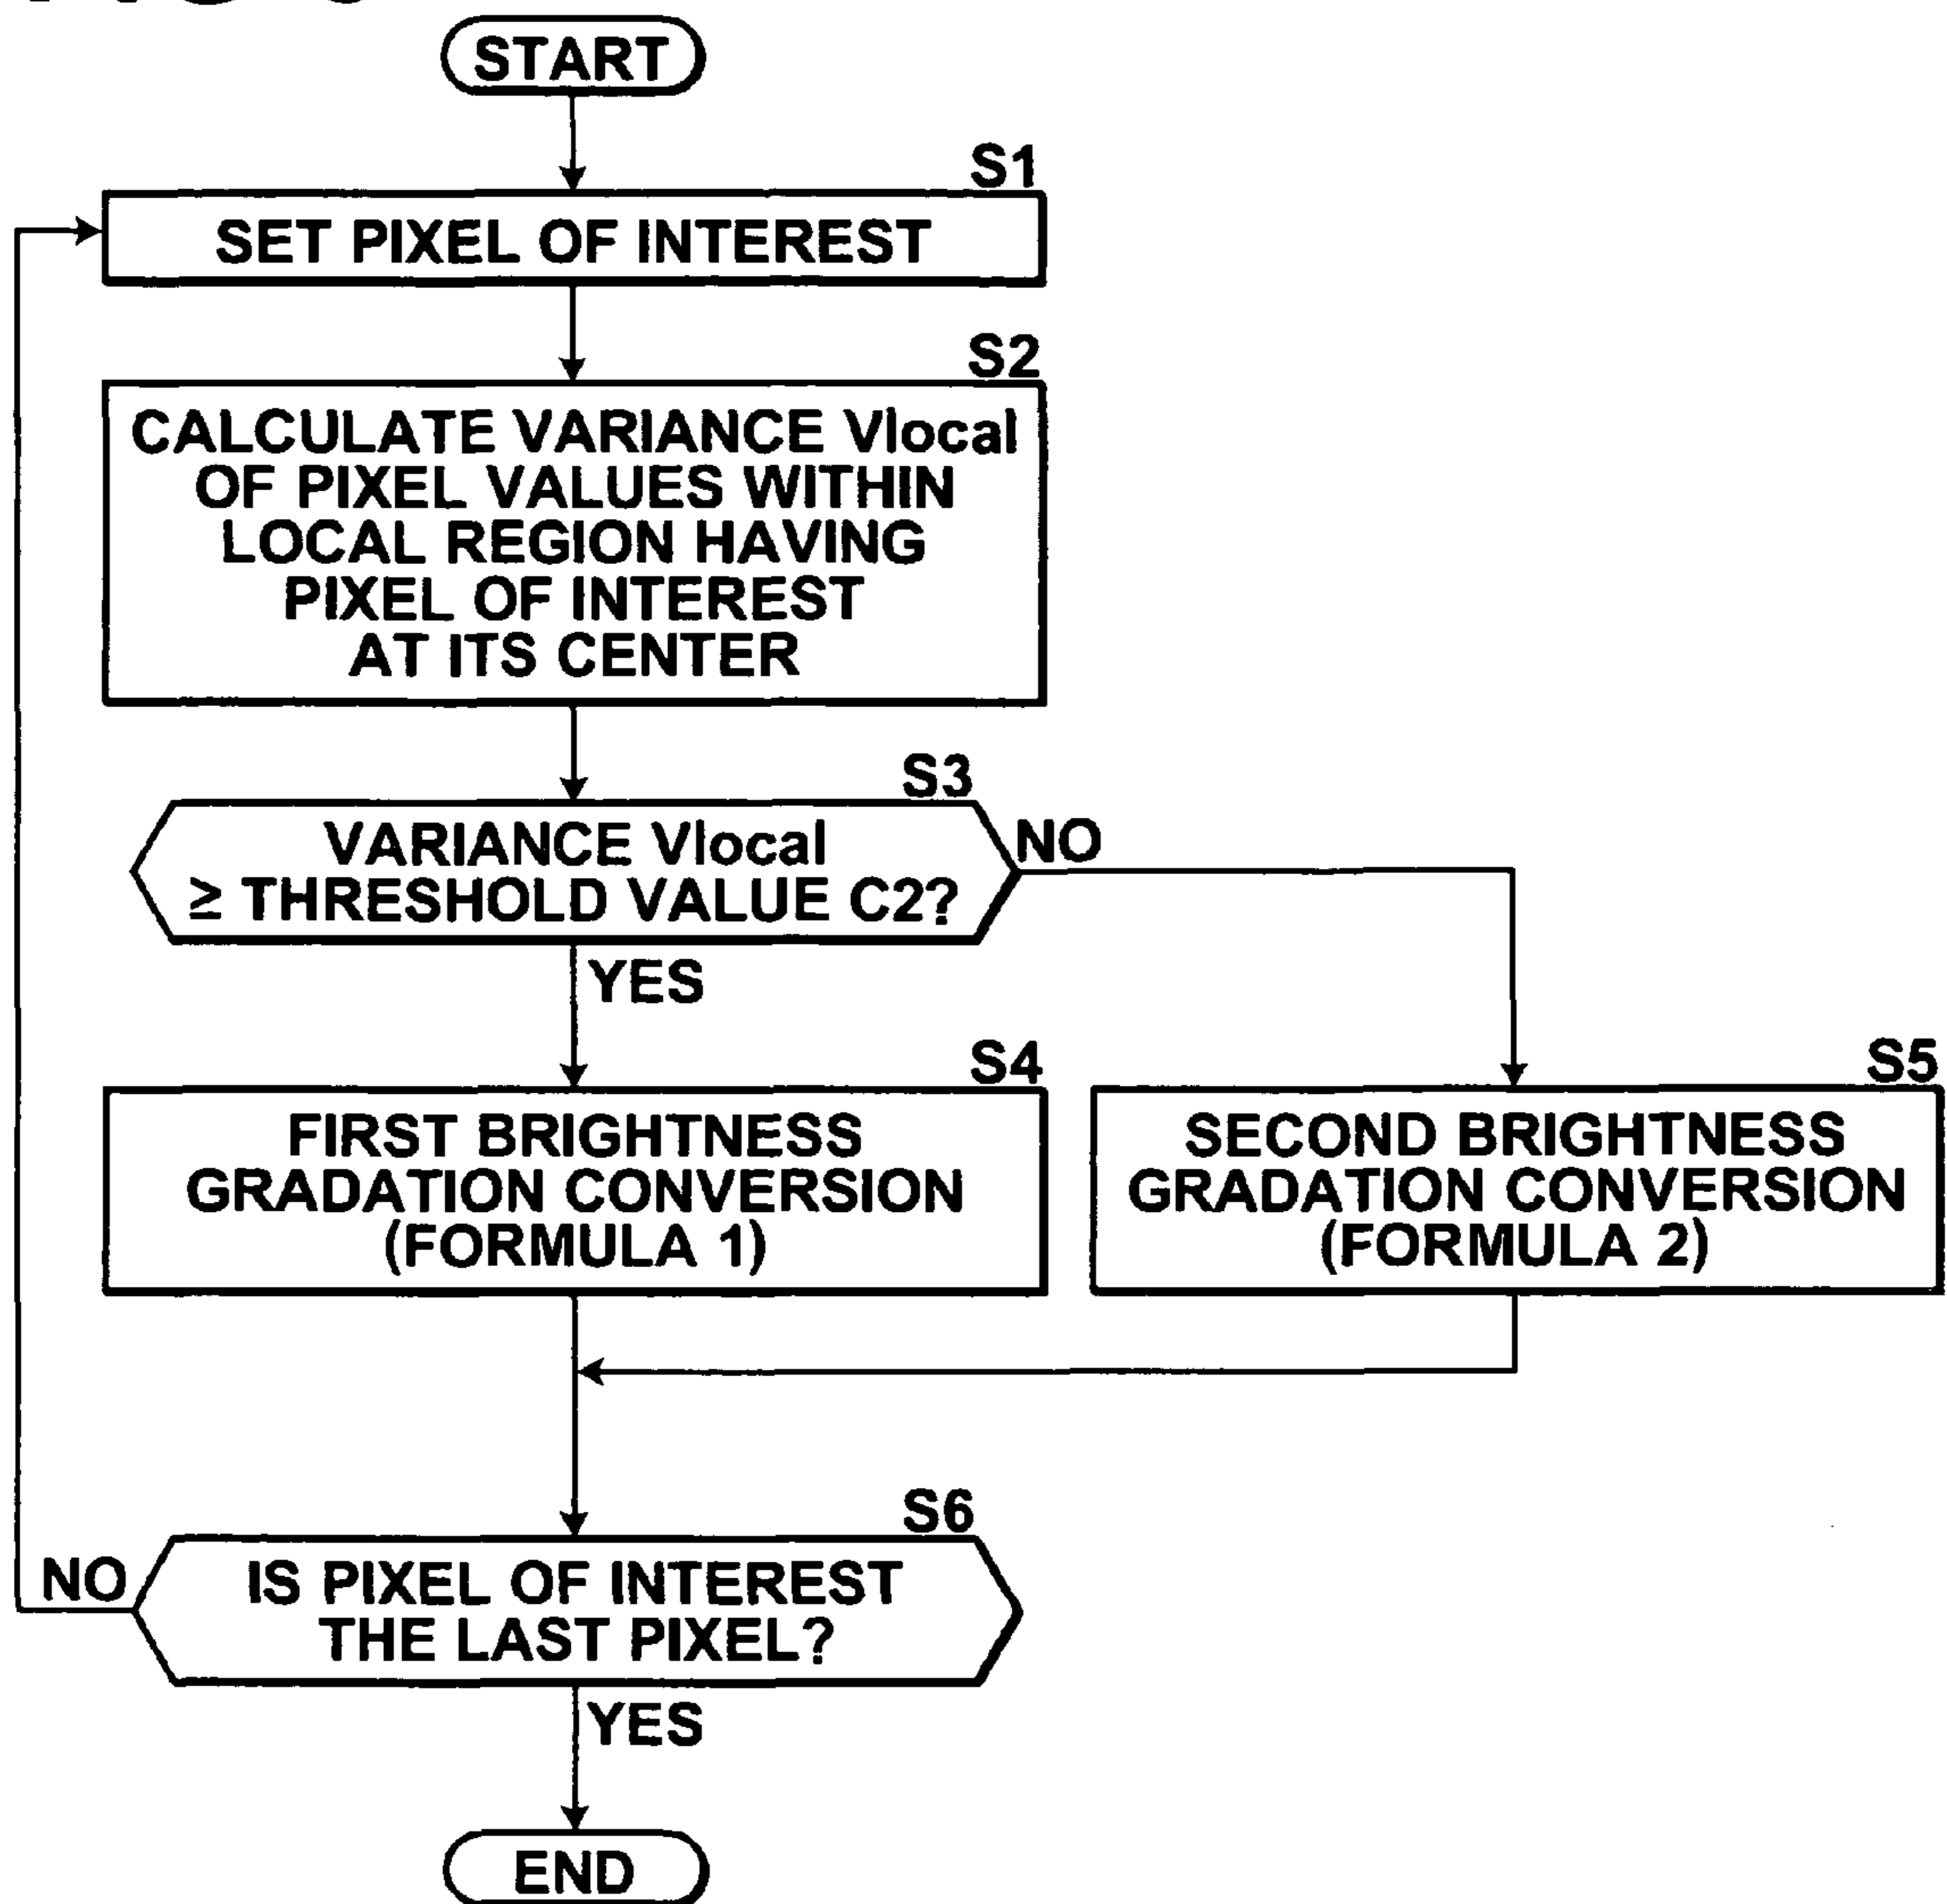 START
S1
SET PIXEL OF INTEREST
S2
CALCULATE VARIANCE Vlocal
OF PIXEL VALUES WITHIN
LOCAL REGION HAVING
PIXEL OF INTEREST
AT ITS CENTER
S3
VARIANCE Vlocal
≥ THRESHOLD VALUE C2?
NO
YES
S4
FIRST BRIGHTNESS
GRADATION CONVERSION
(FORMULA 1)
S5
SECOND BRIGHTNESS
GRADATION CONVERSION
(FORMULA 2)
S6
IS PIXEL OF INTEREST
THE LAST PIXEL?
NO
YES
END